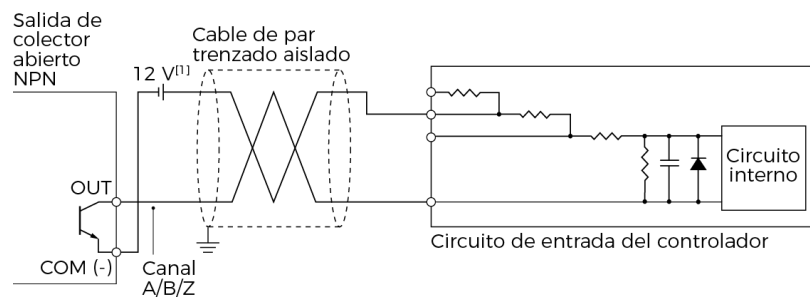 Salida de
colector
abierto
NPN
Cable de par
trenzado aislado
12 V[1]
OUT
COM (-)
Canal
A/B/Z
Circuito
interno
Circuito de entrada del controlador